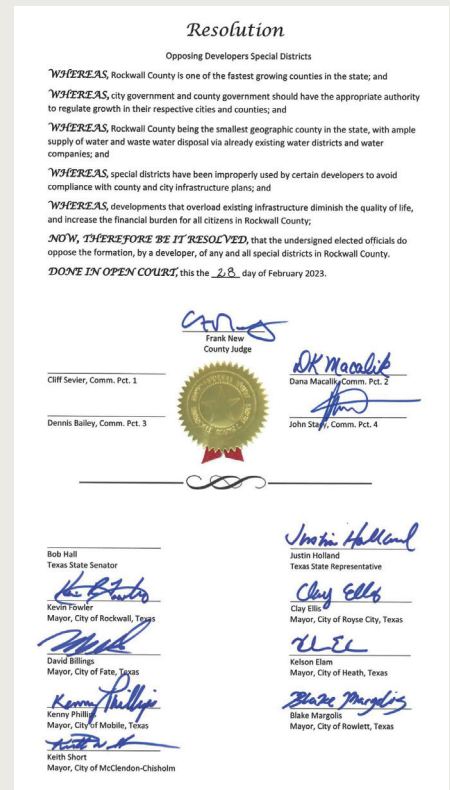 Resolution
Opposing Developers Special Districts
WHEREAS, Rockwall County is one of the fastest growing counties in the state; and
WHEREAS, city government and county government should have the appropriate authority
to regulate growth in their respective cities and counties; and
WHEREAS, Rockwall County being the smallest geographic county in the state, with ample
supply of water and waste water disposal via already existing water districts and water
companies; and
WHEREAS, special districts have been improperly used by certain developers to avoid
compliance with county and city infrastructure plans; and
WHEREAS, developments that overload existing infrastructure diminish the quality of life,
and increase the financial burden for all citizens in Rockwall County;
NOW, THEREFORE BE IT RESOLVED, that the undersigned elected officials do
oppose the formation, by a developer, of any and all special districts in Rockwall County.
DONE IN OPEN COURT, this the 28 day of February 2023.
Frank New
County Judge
DK Macalik
Cliff Sevier, Comm. Pct. 1
Dana Macalik, Comm. Pct. 2
Dennis Bailey, Comm. Pct. 3
John Stacy, Comm. Pct. 4
Justin Holland
Bob Hall
Texas State Senator
Justin Holland
Texas State Representative
Clay Ellis
Kevin Fowler
Mayor, City of Rockwall, Texas
Clay Ellis
Mayor, City of Royse City, Texas
David Billings
Mayor, City of Fate, Texas
Kelson Elam
Mayor, City of Heath, Texas
Kenny Phillips
Blake Margolis
Kenny Phillips
Mayor, City of Mobile, Texas
Blake Margolis
Mayor, City of Rowlett, Texas
Keith Short
Mayor, City of McClendon-Chisholm